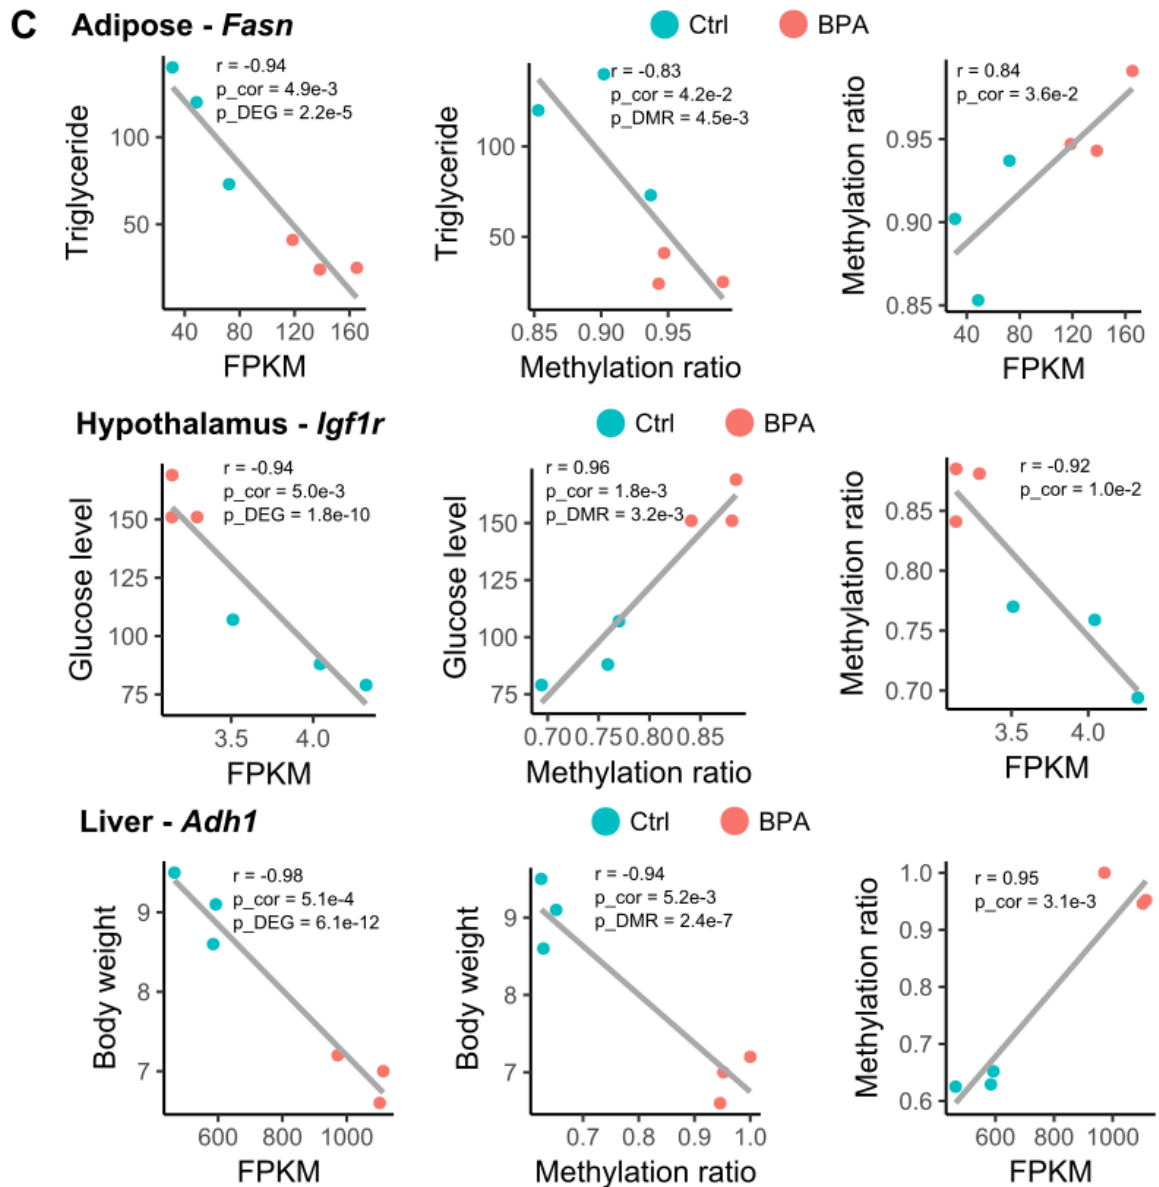 C Adipose - Fasn
Ctrl BPA
Triglyceride
100
50
r = -0.94
p_cor = 4.9e-3
p_DEG = 2.2e-5
40 80 120 160
FPKM
Triglyceride
100
50
r = -0.83
p_cor = 4.2e-2
p_DMR = 4.5e-3
0.85 0.90 0.95
Methylation ratio
Methylation ratio
0.95
0.90
0.85
r = 0.84
p_cor = 3.6e-2
40 80 120 160
FPKM
Hypothalamus - Igf1r
Ctrl BPA
Glucose level
150
125
100
75
r = -0.94
p_cor = 5.0e-3
p_DEG = 1.8e-10
3.5 4.0
FPKM
Glucose level
150
125
100
75
r = 0.96
p_cor = 1.8e-3
p_DMR = 3.2e-3
0.70 0.75 0.80 0.85
Methylation ratio
Methylation ratio
0.85
0.80
0.75
0.70
r = -0.92
p_cor = 1.0e-2
3.5 4.0
FPKM
Liver - Adh1
Ctrl BPA
Body weight
9
8
7
r = -0.98
p_cor = 5.1e-4
p_DEG = 6.1e-12
600 800 1000
FPKM
Body weight
9
8
7
r = -0.94
p_cor = 5.2e-3
p_DMR = 2.4e-7
0.7 0.8 0.9 1.0
Methylation ratio
Methylation ratio
1.0
0.9
0.8
0.7
0.6
r = 0.95
p_cor = 3.1e-3
600 800 1000
FPKM